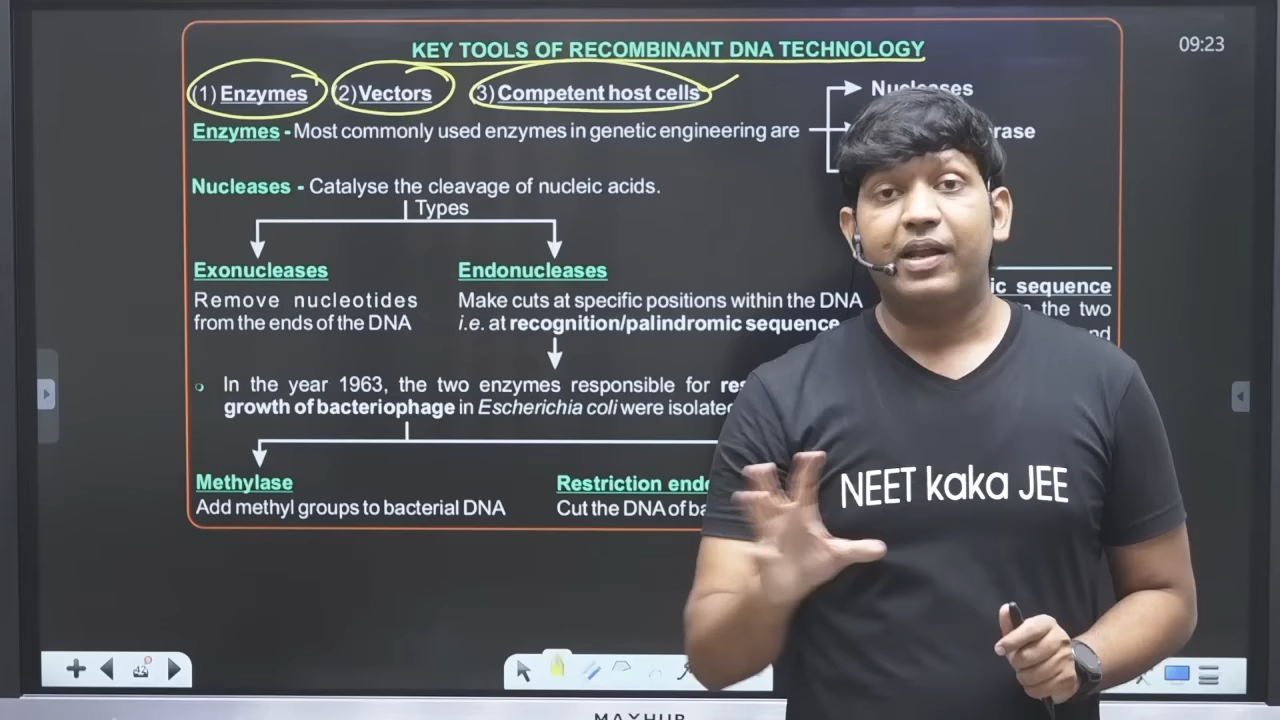 KEY TOOLS OF RECOMBINANT DNA TECHNOLOGY
09:23
(1) Enzymes (2) Vectors (3) Competent host cells
Nucleases
Enzymes - Most commonly used enzymes in genetic engineering are
Nucleases - Catalyse the cleavage of nucleic acids.
Types
Exonucleases
Endonucleases
sequence
Remove nucleotides
Make cuts at specific positions within the DNA
the two
from the ends of the DNA
i.e. at recognition/palindromic sequence
In the year 1963, the two enzymes responsible for
growth of bacteriophage in Escherichia coli were isolated
Methylase
Restriction
Add methyl groups to bacterial DNA
Cut the DNA of
NEET kaka JEE
42
MAXHUB